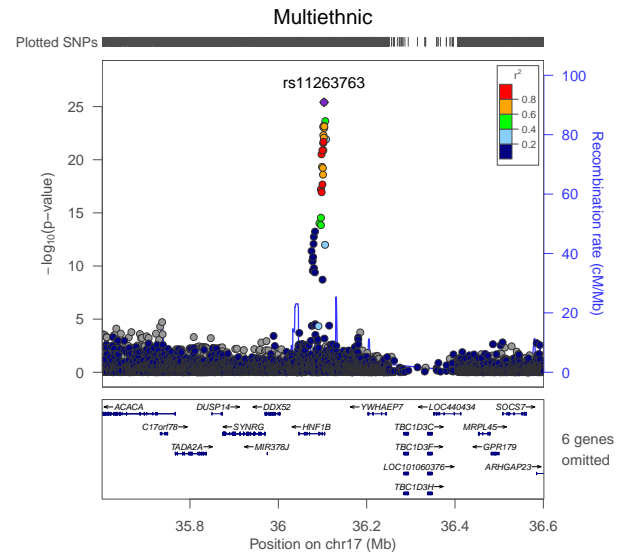 Multiethnic
Plotted SNPs
rs11263763
r²
0.8
0.6
0.4
0.2
−log₁₀(p−value)
0
5
10
15
20
25
Recombination rate (cM/Mb)
0
20
40
60
80
100
ACACA
DUSP14
DDX52
YWHAEP7
LOC440434
SOCS7
C17orf78
SYNRG
HNF1B
TBC1D3C
MRPL45
TADA2A
MIR378J
TBC1D3F
GPR179
LOC101060376
ARHGAP23
TBC1D3H
6 genes
omitted
35.8
36
36.2
36.4
36.6
Position on chr17 (Mb)